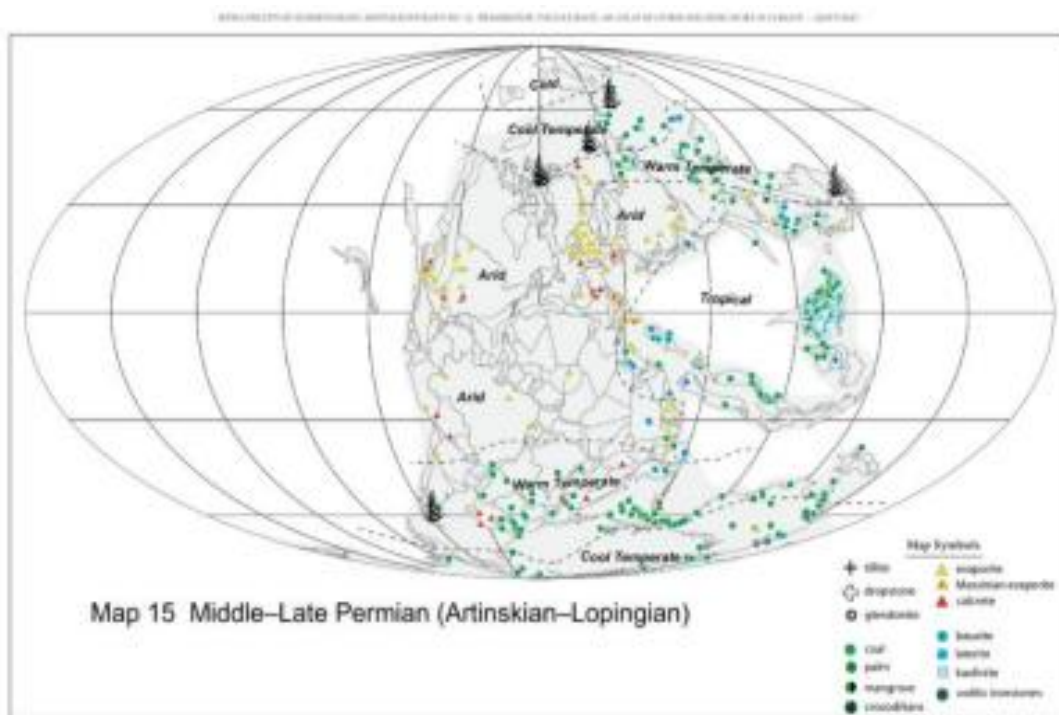 Cold
Cool Temperate
Warm Temperate
Arid
Arid
Tropical
Arid
Warm Temperate
Cool Temperate
Map Symbols
tillite
dropstone
glendonite
coal
palm
mangrove
crocodilians
evaporite
Messinian evaporite
calcrete
bauxite
laterite
kaolinite
oolitic ironstones
Map 15 Middle–Late Permian (Artinskian–Lopingian)